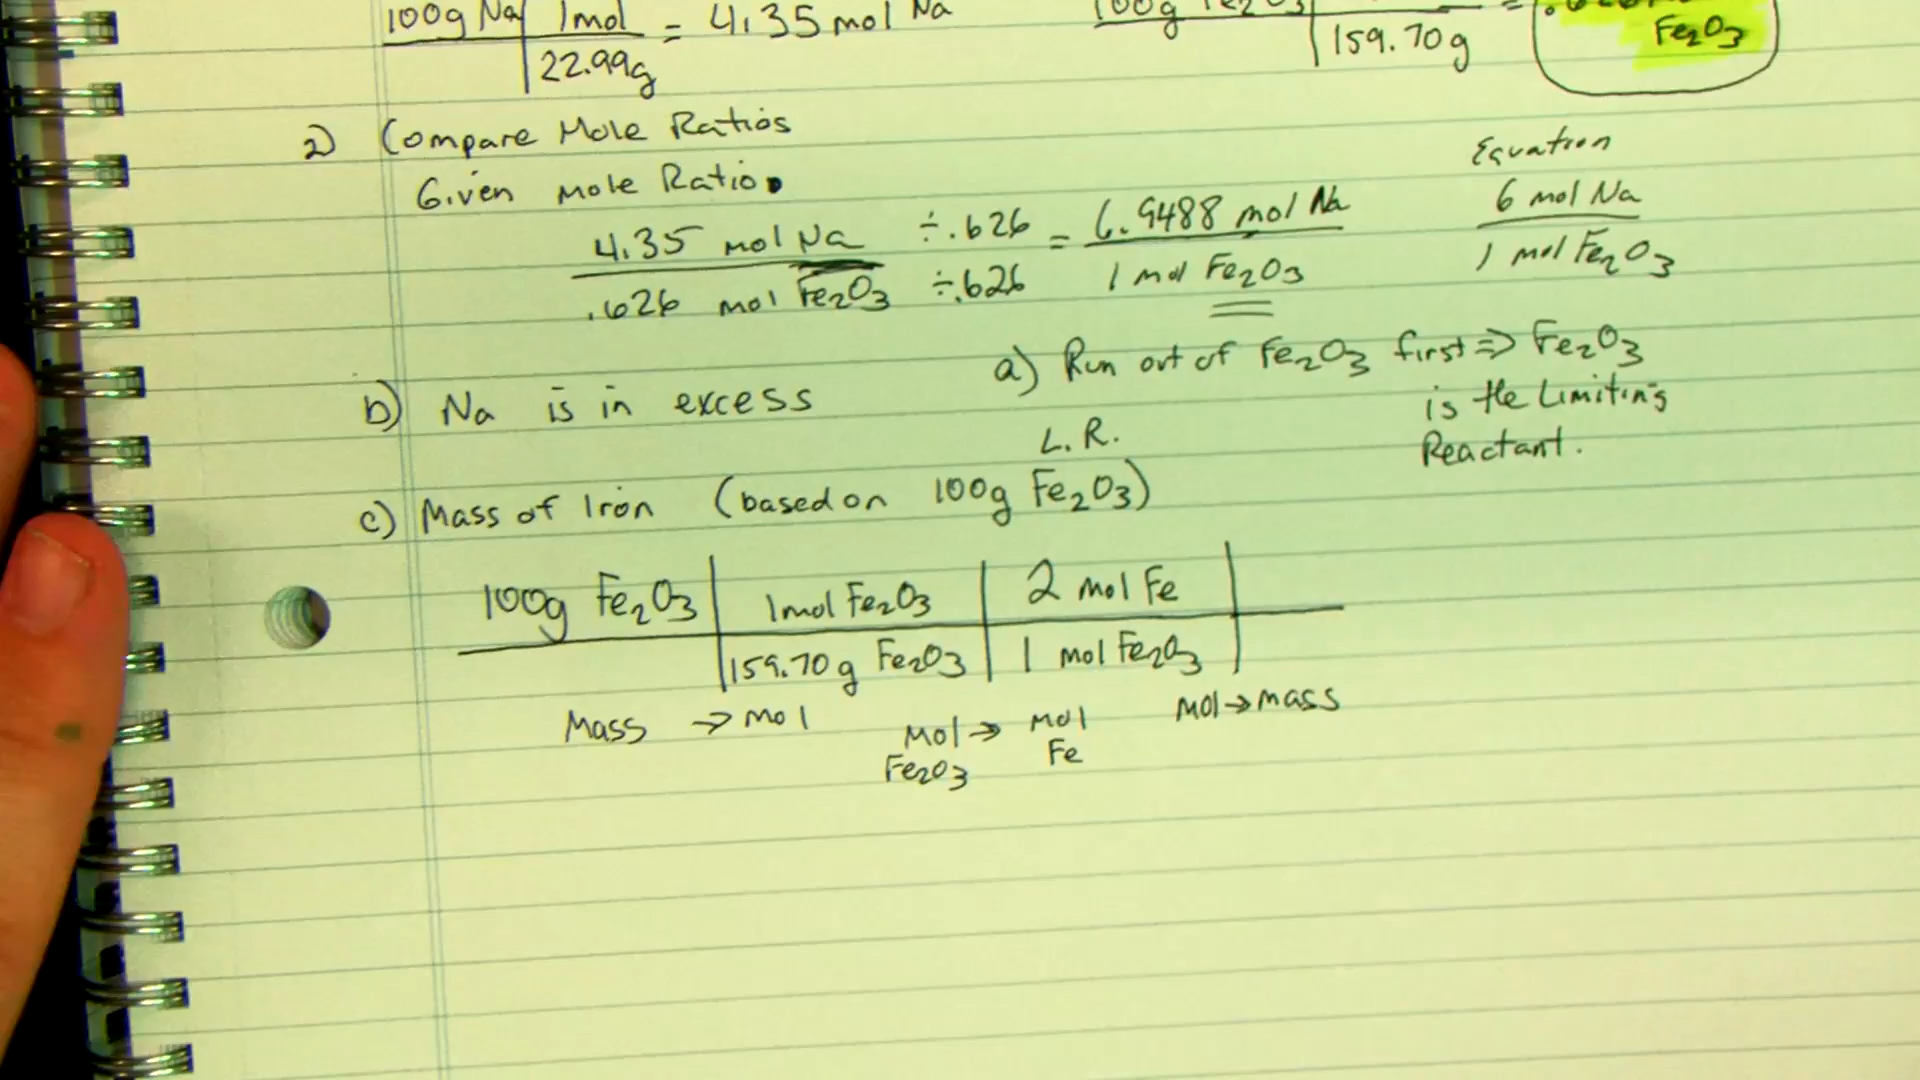 100g Na 1mol = 4.35 mol Na
22.99g
100g Fe2O3
159.70g
Fe2O3
2) Compare Mole Ratios
Given Mole Ratio.
4.35 mol Na ÷.626 = 6.9488 mol Na
.626 mol Fe2O3 ÷.626 1 mol Fe2O3
Equation
6 mol Na
1 mol Fe2O3
a) Run out of Fe2O3 first => Fe2O3
is the Limiting
Reactant.
b) Na is in excess
L.R.
c) Mass of Iron (based on 100g Fe2O3)
100g Fe2O3 1mol Fe2O3 2 mol Fe
159.70 g Fe2O3 1 mol Fe2O3
Mass → mol
Mol → Mol
Fe2O3 Fe
Mol → mass